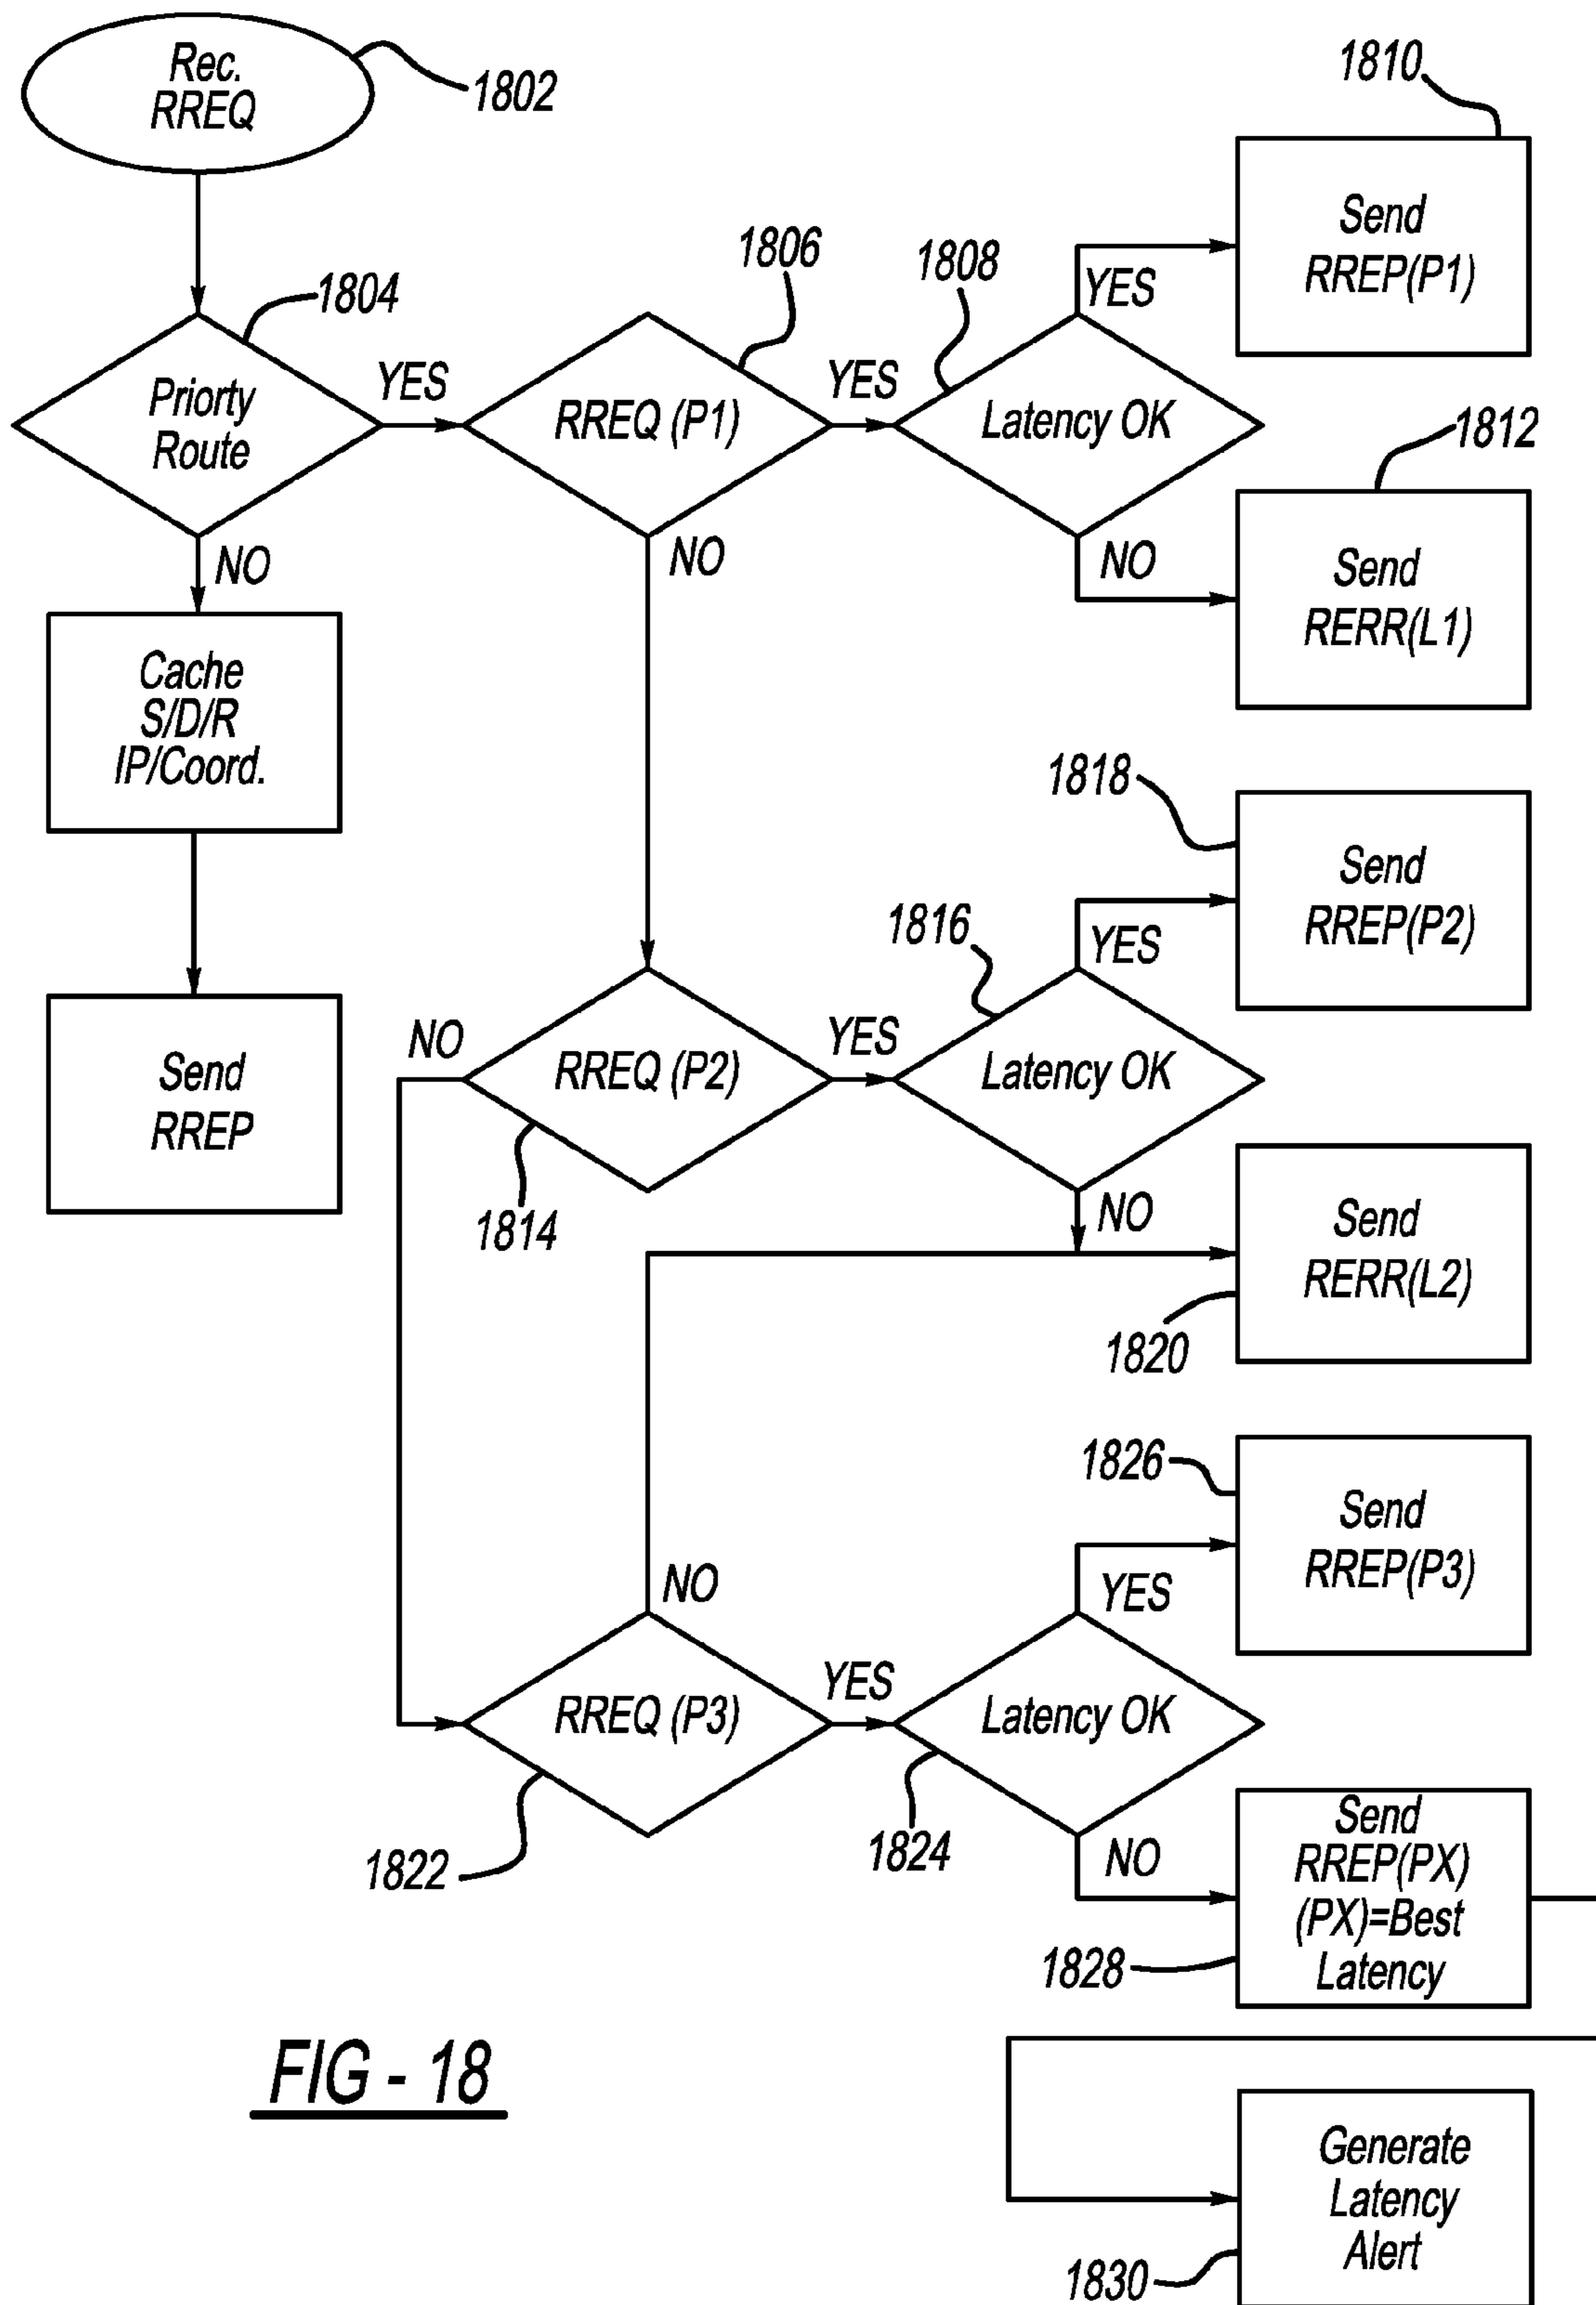 Rec.
RREQ
1802
1810
Send
RREP(P1)
1804
1806
1808
YES
Priorty
Route
YES
RREQ (P1)
YES
Latency OK
1812
NO
NO
NO
Send
RERR(L1)
Cache
S/D/R
IP/Coord.
1818
Send
RREP(P2)
1816
YES
Send
RREP
NO
RREQ (P2)
YES
Latency OK
1814
NO
Send
RERR(L2)
1820
1826
Send
RREP(P3)
NO
YES
RREQ (P3)
YES
Latency OK
1822
1824
NO
Send
RREP(PX)
(PX)=Best
Latency
1828
FIG - 18
Generate
Latency
Alert
1830